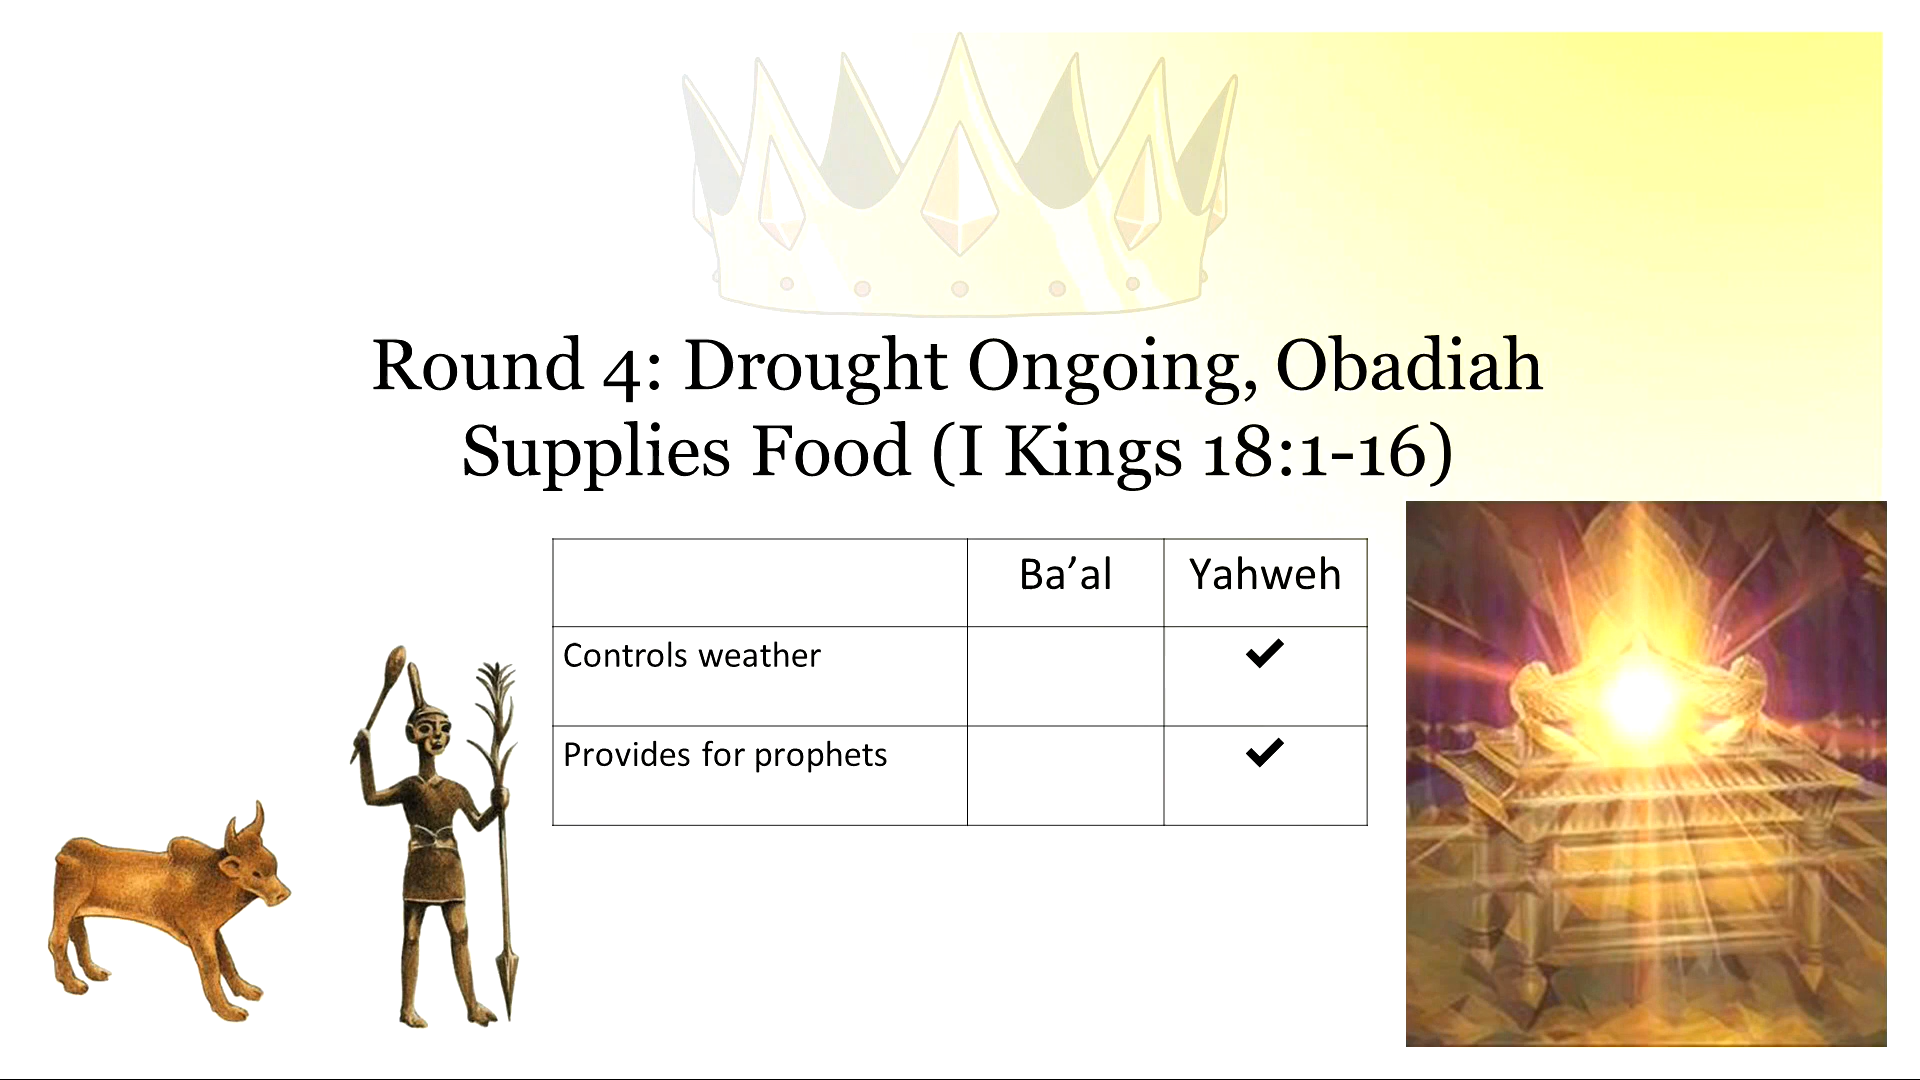 Round 4: Drought Ongoing, Obadiah
Supplies Food (I Kings 18:1-16)
Ba’al Yahweh
Controls weather ✔
Provides for prophets ✔